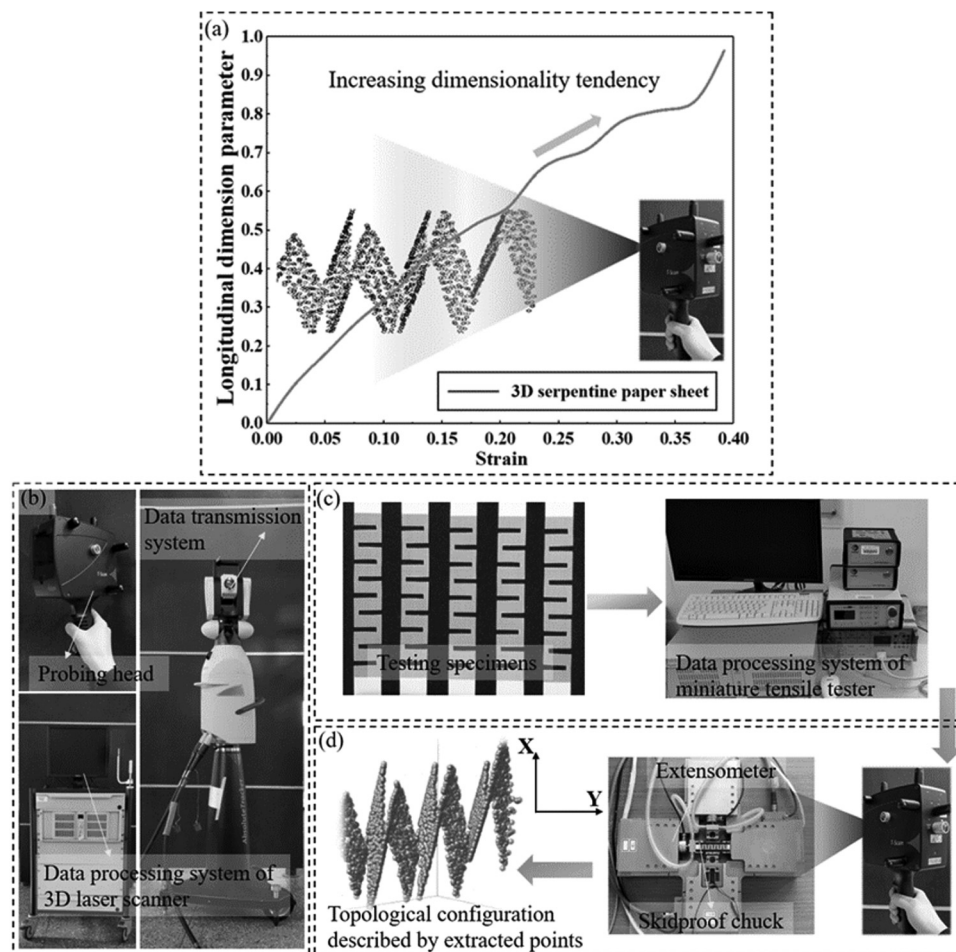 (a)
Longitudinal dimension parameter
1.0
0.9
0.8
0.7
0.6
0.5
0.4
0.3
0.2
0.1
0.0
Increasing dimensionality tendency
3D serpentine paper sheet
0.00 0.05 0.10 0.15 0.20 0.25 0.30 0.35 0.40
Strain
(b)
Data transmission
system
Probing head
Data processing system of
3D laser scanner
(c)
Testing specimens
Data processing system of
miniature tensile tester
(d)
X
Y
Extensometer
Skidproof chuck
Topological configuration
described by extracted points